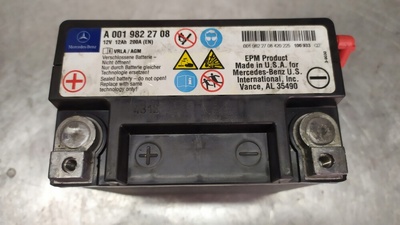 Mercedes-Benz
A 001 982 27 08
12V 12Ah 200A (EN)
VRLA / AGM
Verschlossene Batterie -
Nicht öffnen!
Nur durch Batterie gleicher
Technologie ersetzen!
Sealed battery - do not open!
Replace with same
technology only!
EPM Product
Made in U.S.A. for
Mercedes-Benz U.S.
International, Inc.
Vance, AL 35490